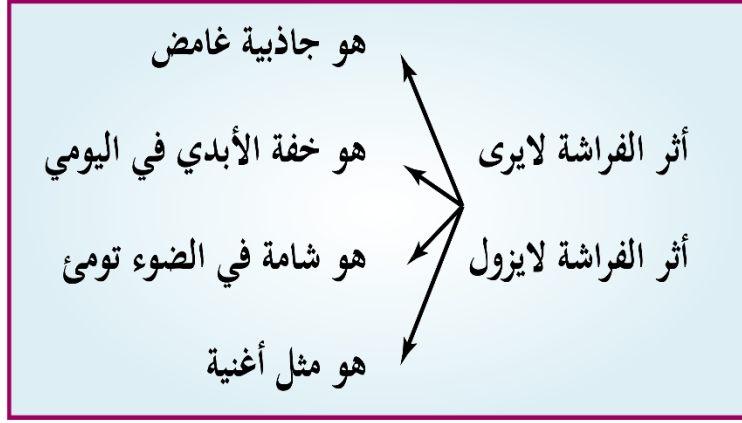 هو جاذبية غامض
أثر الفراشة لايرى
هو خفة الأبدي في اليومي
أثر الفراشة لايزول
هو شامة في الضوء تومئ
هو مثل أغنية